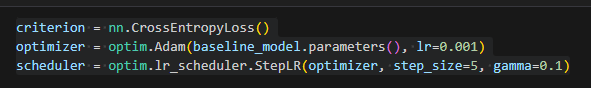 criterion = nn.CrossEntropyLoss()
optimizer = optim.Adam(baseline_model.parameters(), lr=0.001)
scheduler = optim.lr_scheduler.StepLR(optimizer, step_size=5, gamma=0.1)